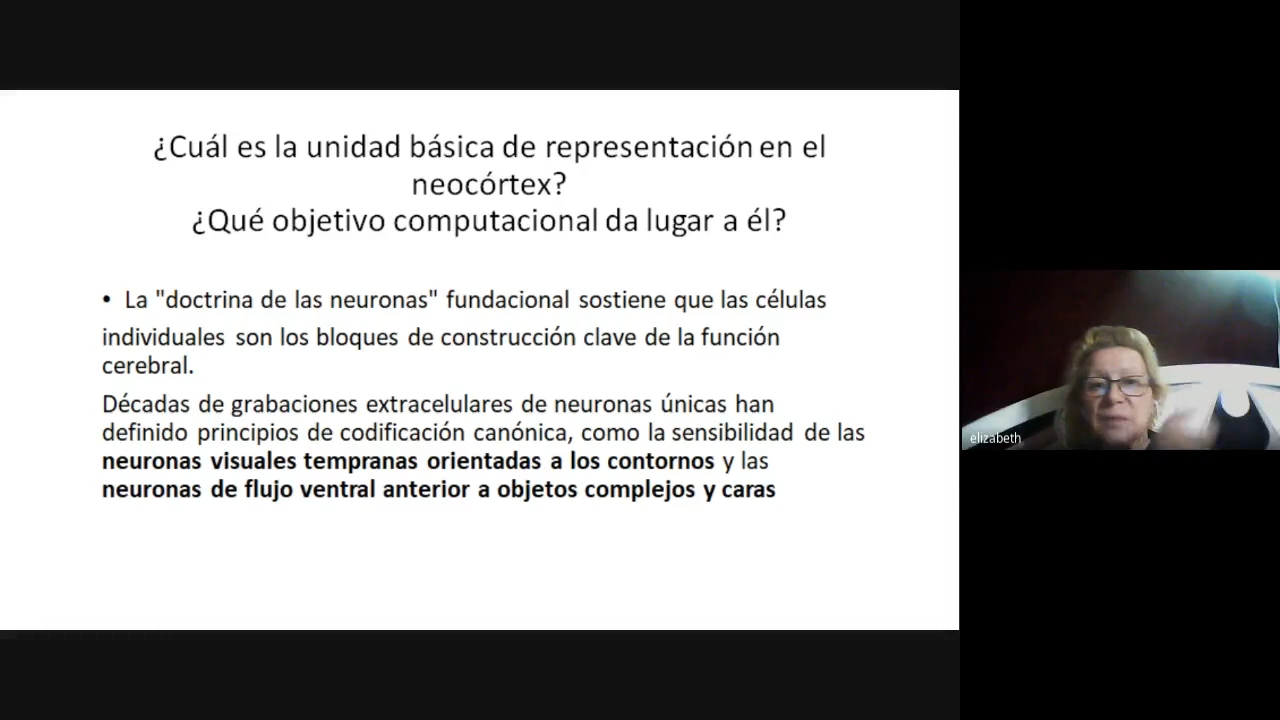 ¿Cuál es la unidad básica de representación en el
neocórtex?
¿Qué objetivo computacional da lugar a él?
• La "doctrina de las neuronas" fundacional sostiene que las células
individuales son los bloques de construcción clave de la función
cerebral.
Décadas de grabaciones extracelulares de neuronas únicas han
definido principios de codificación canónica, como la sensibilidad de las
neuronas visuales tempranas orientadas a los contornos y las
neuronas de flujo ventral anterior a objetos complejos y caras
elizabeth